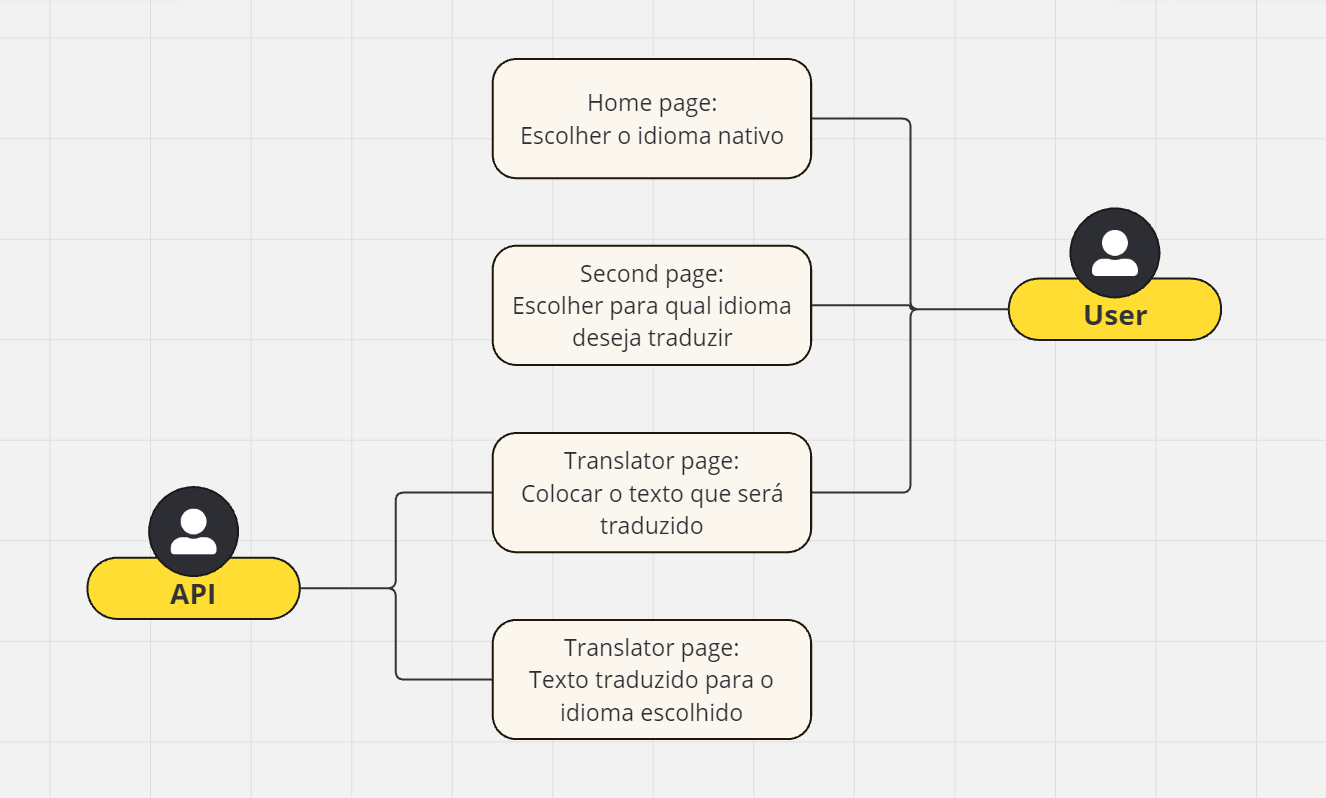 Home page:
Escolher o idioma nativo
Second page:
Escolher para qual idioma
deseja traduzir
User
Translator page:
Colocar o texto que será
traduzido
API
Translator page:
Texto traduzido para o
idioma escolhido